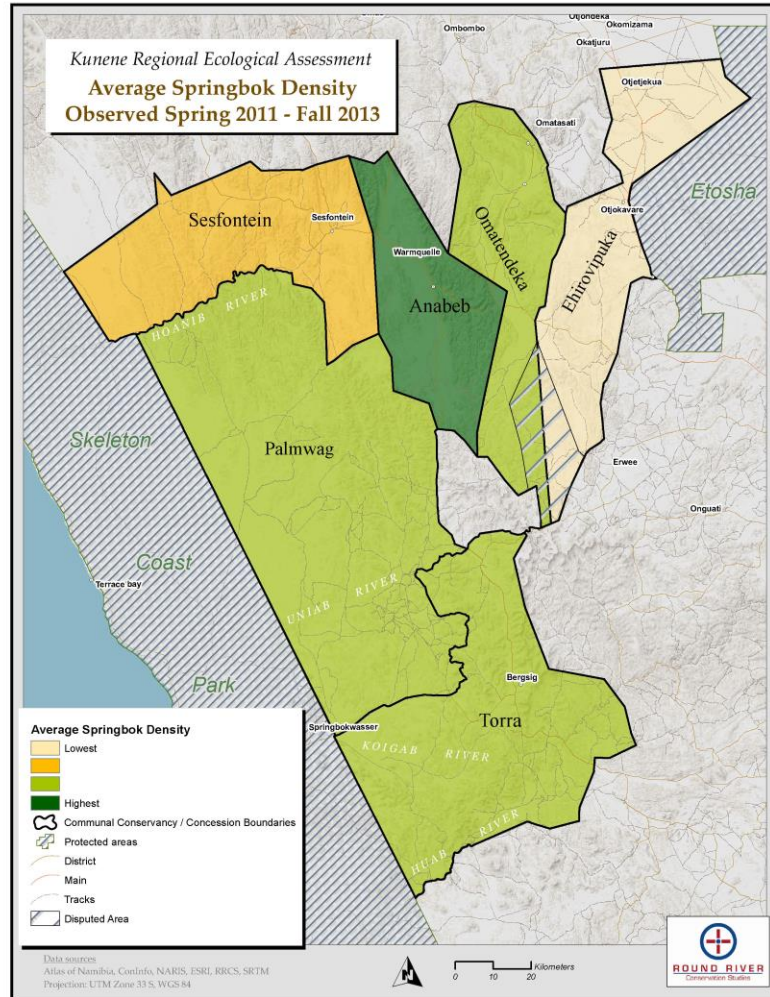 Kunene Regional Ecological Assessment
Average Springbok Density
Observed Spring 2011 - Fall 2013
Ombombo
Otjondeka
Okomizama
Okatjuru
Otjetjekua
Omatasati
Etosha
Otjokavare
Sesfontein
Sesfontein
Warmquelle
Omatendeka
Ehirovipuka
Anabeb
HOANIB RIVER
Skeleton
Palmwag
Erwee
Onguati
Coast
Terrace bay
UNIAB RIVER
Park
Bergsig
Springbokwasser
Torra
KOIGAB RIVER
HUAB RIVER
Average Springbok Density
Lowest
Highest
Communal Conservancy / Concession Boundaries
Protected areas
District
Main
Tracks
Disputed Area
Data sources
Atlas of Namibia, ConInfo, NARIS, ESRI, RRCS, SRTM
Projection: UTM Zone 33 S, WGS 84
N
Kilometers
0 10 20
ROUND RIVER
Conservation Studies